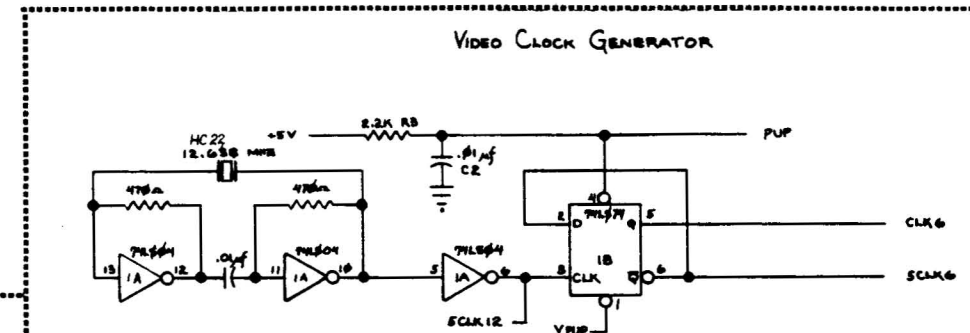 VIDEO CLOCK GENERATOR
HC22
12.638 MHZ
+5V
2.2K R3
PUP
.01µf
C2
470Ω
470Ω
4
74LS74
2
D
Q
5
CLK6
74LS04
74LS04
74LS04
.01µf
13
1A
12
11
1A
10
5
1A
6
3
CLK
1B
Q
6
SCLK6
1
SCLK12
VPUP